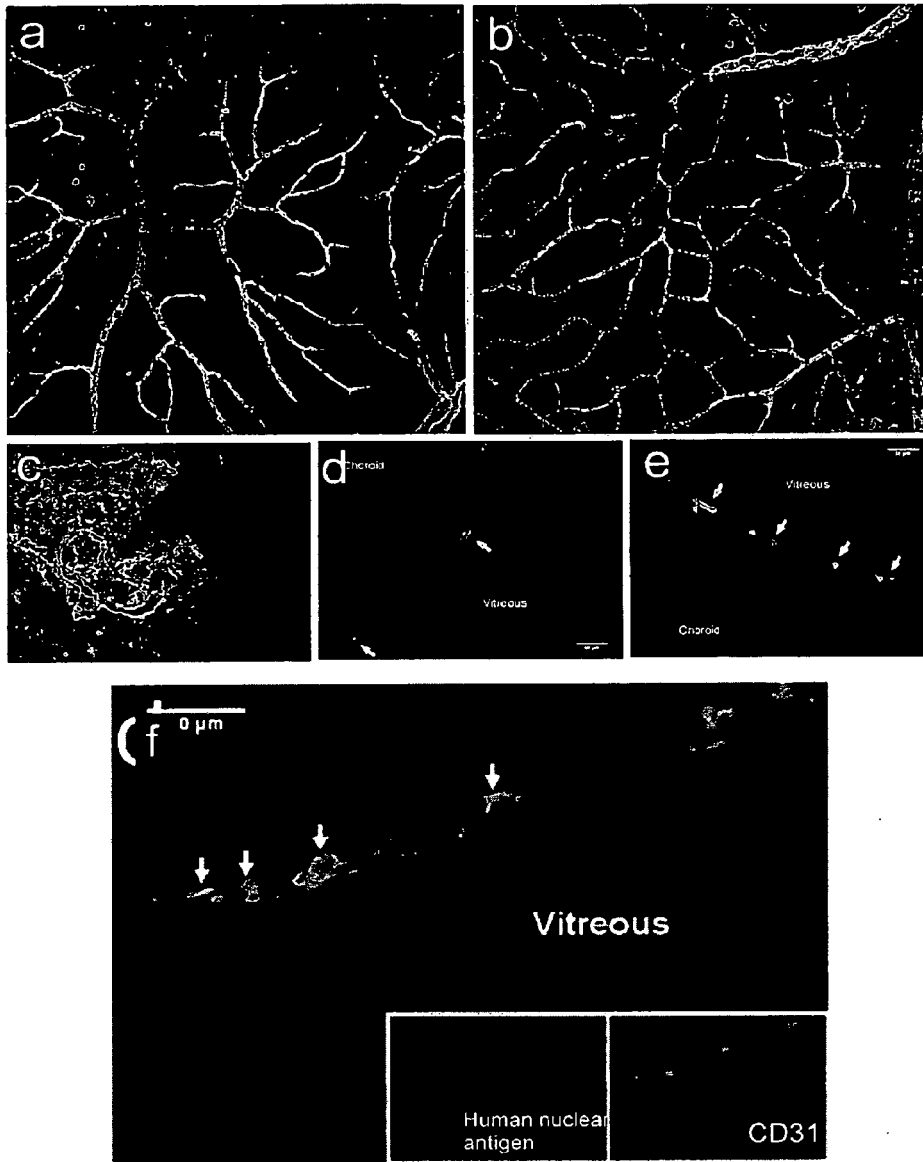 a
b
c
d
Choroid
Vitreous
e
Vitreous
Choroid
f
0 µm
Vitreous
Human nuclear
antigen
CD31